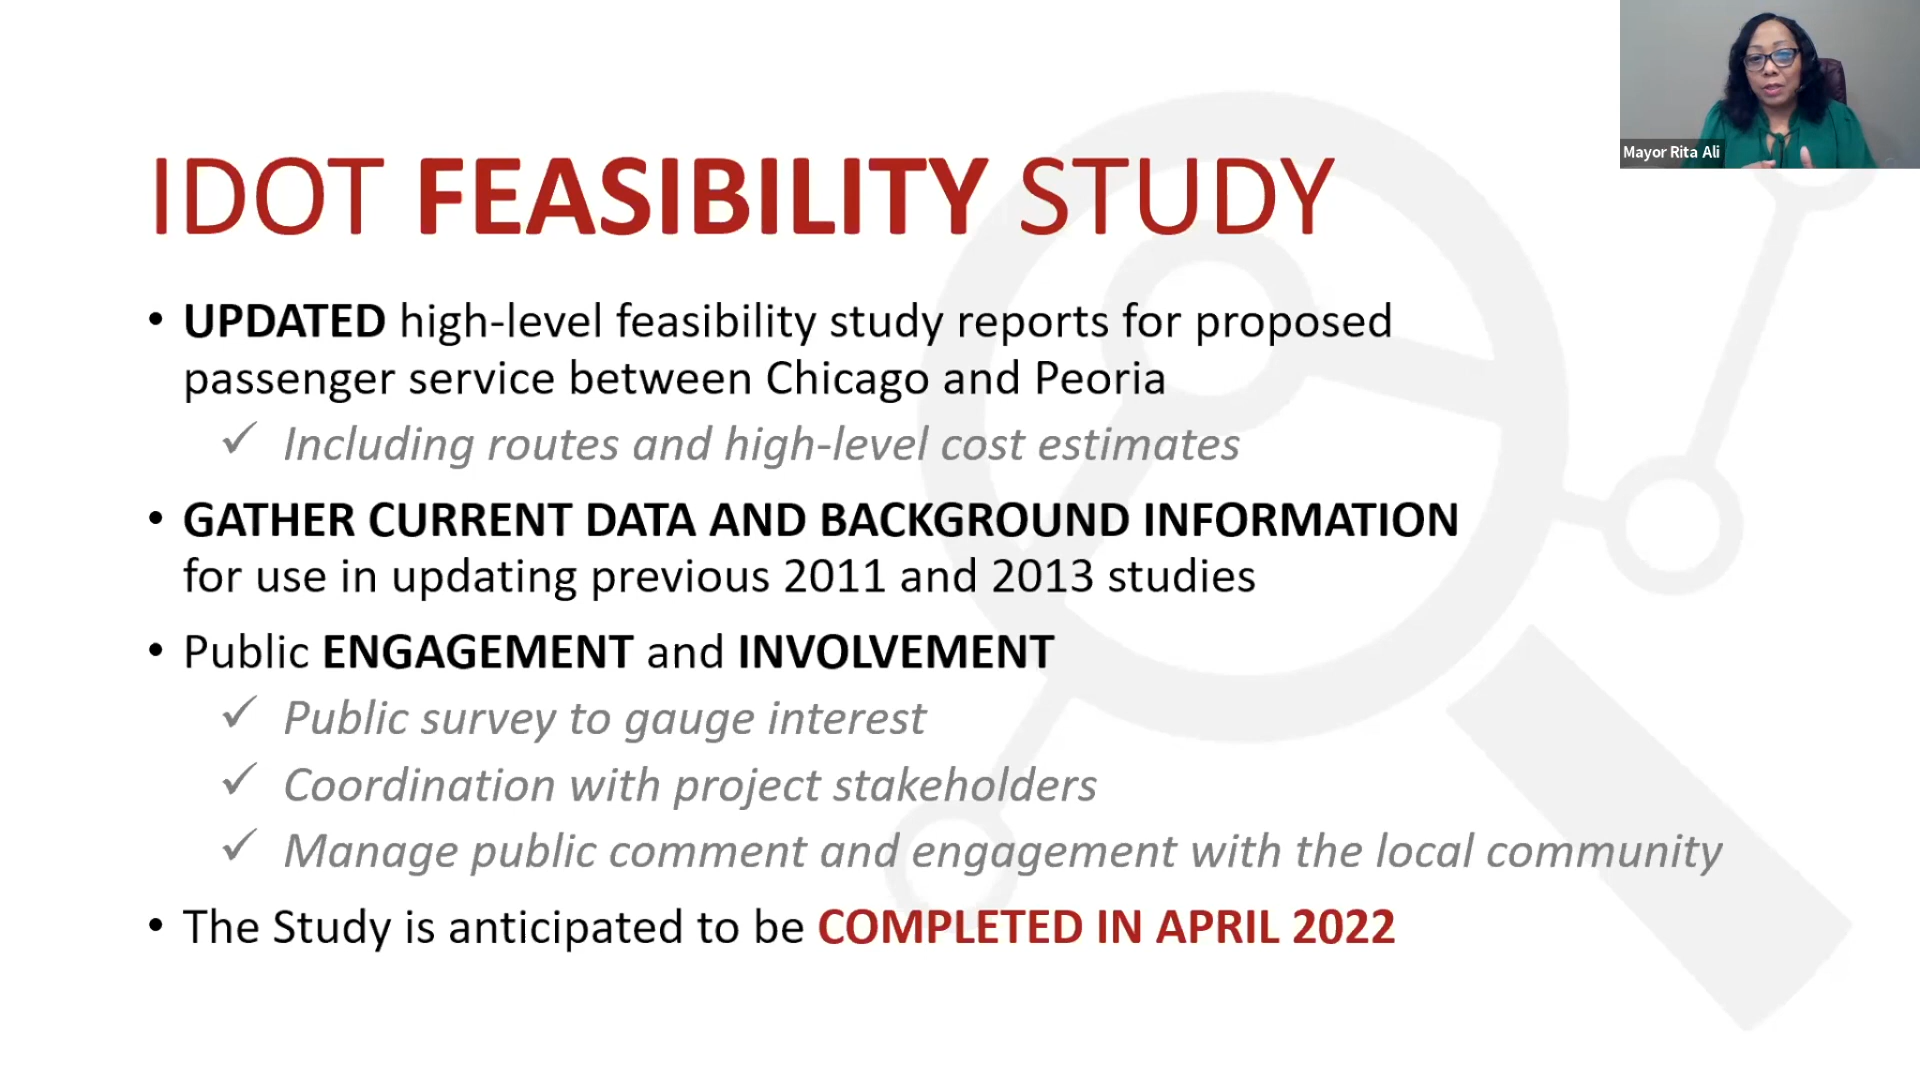 Mayor Rita Ali
IDOT FEASIBILITY STUDY
• UPDATED high-level feasibility study reports for proposed
passenger service between Chicago and Peoria
✓ Including routes and high-level cost estimates
• GATHER CURRENT DATA AND BACKGROUND INFORMATION
for use in updating previous 2011 and 2013 studies
• Public ENGAGEMENT and INVOLVEMENT
✓ Public survey to gauge interest
✓ Coordination with project stakeholders
✓ Manage public comment and engagement with the local community
• The Study is anticipated to be COMPLETED IN APRIL 2022